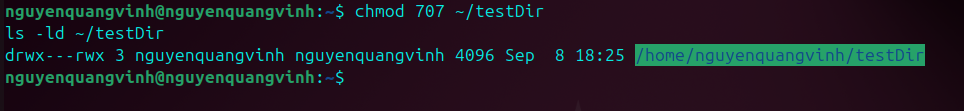 nguyenquangvinh@nguyenquangvinh:~$ chmod 707 ~/testDir
ls -ld ~/testDir
drwx---rwx 3 nguyenquangvinh nguyenquangvinh 4096 Sep  8 18:25 /home/nguyenquangvinh/testDir
nguyenquangvinh@nguyenquangvinh:~$